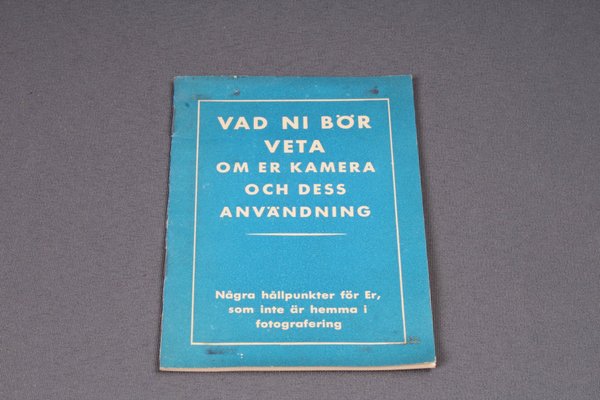 VAD NI BÖR
VETA
OM ER KAMERA
OCH DESS
ANVÄNDNING
Några hållpunkter för Er,
som inte är hemma i
fotografering